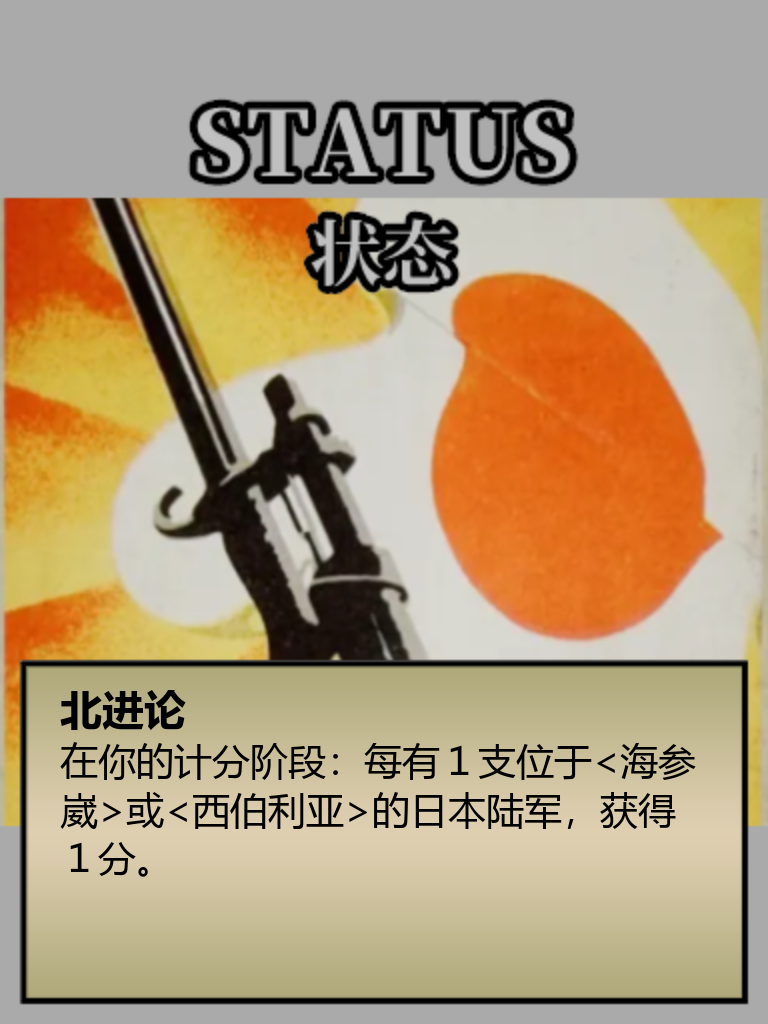 STATUS
状态
北进论
在你的计分阶段：每有1支位于<海参
崴>或<西伯利亚>的日本陆军，获得
1分。